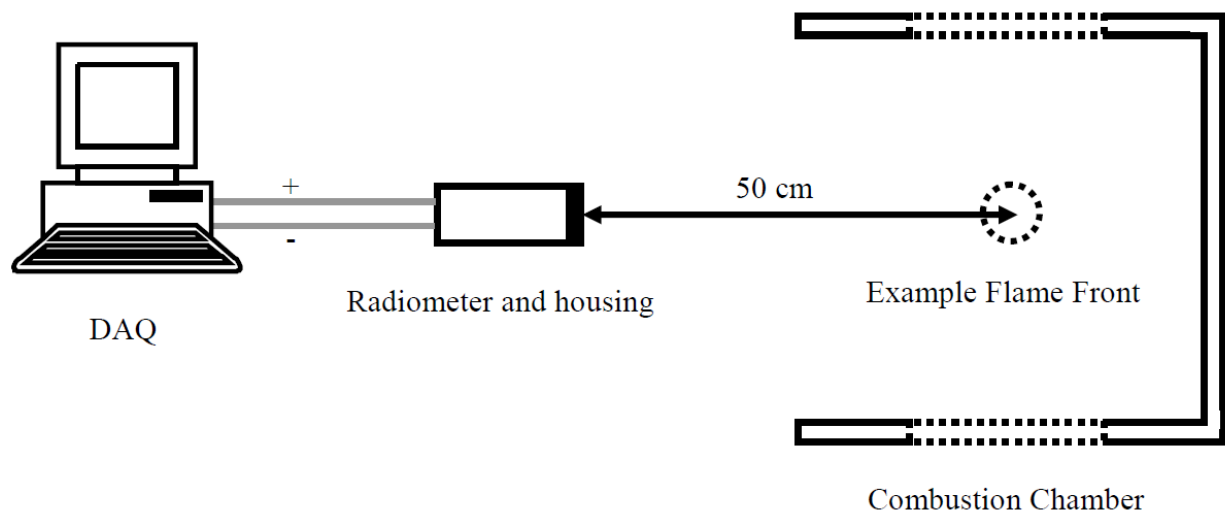 50 cm
+
-
Radiometer and housing
Example Flame Front
DAQ
Combustion Chamber